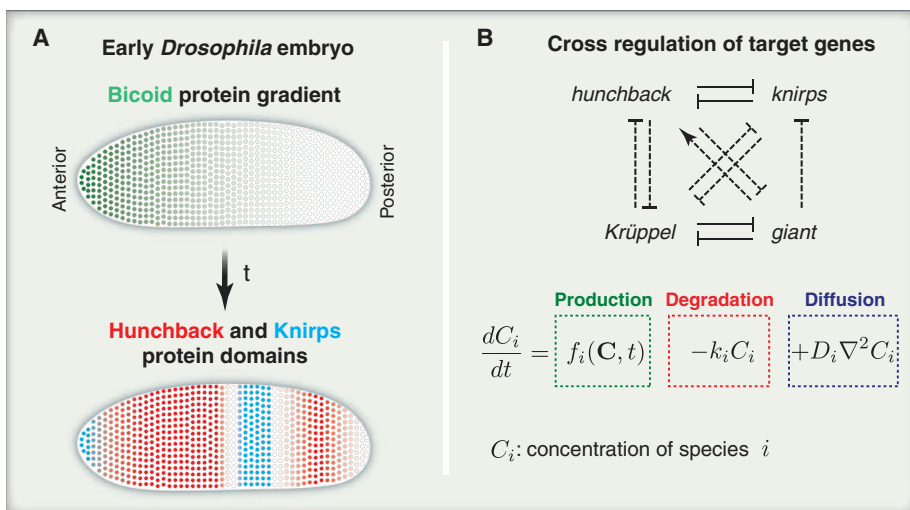 A
Early Drosophila embryo
Bicoid protein gradient
Anterior
Posterior
t
Hunchback and Knirps
protein domains
B
Cross regulation of target genes
hunchback
knirps
Krüppel
giant
Production Degradation Diffusion
dC_i/dt = f_i(C, t) −k_iC_i +D_i∇²C_i
C_i: concentration of species i